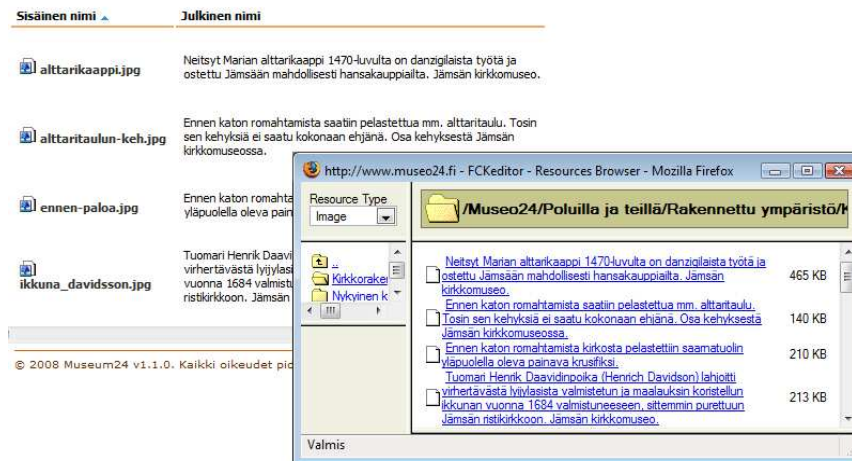 Sisäinen nimi
Julkinen nimi
alttarikaappi.jpg
Neitsyt Marian alttarikaappi 1470-luvulta on danzigilaista työtä ja
ostettu Jämsään mahdollisesti hansakauppiailta. Jämsän kirkkomuseo.
alttaritaulun-keh.jpg
Ennen katon romahtamista saatiin pelastettua mm. alttaritaulu. Tosin
sen kehyksiä ei saatu kokonaan ehjänä. Osa kehyksestä Jämsän
kirkkomuseossa.
ennen-paloa.jpg
Ennen katon romahta
yläpuolella oleva pain
ikkuna_davidsson.jpg
Tuomari Henrik Daavi
virhertävästä lyijylasi
vuonna 1684 valmistu
ristikirkkoon. Jämsän
© 2008 Museum24 v1.1.0. Kaikki oikeudet pid
http://www.museo24.fi - FCKeditor - Resources Browser - Mozilla Firefox
Resource Type
Image
/Museo24/Poluilla ja teillä/Rakennettu ympäristö/K
..
Kirkkoraken
Nykyinen k
Neitsyt Marian alttarikaappi 1470-luvulta on danzigilaista työtä ja
ostettu Jämsään mahdollisesti hansakauppiailta. Jämsän
kirkkomuseo.
465 KB
Ennen katon romahtamista saatiin pelastettua mm. alttaritaulu.
Tosin sen kehyksiä ei saatu kokonaan ehjänä. Osa kehyksestä
Jämsän kirkkomuseossa.
140 KB
Ennen katon romahtamista kirkosta pelastettiin saarnatuolin
yläpuolella oleva painava krusifiksi.
210 KB
Tuomari Henrik Daavidinpoika (Henrich Davidson) lahjoitti
virhertävästä lyijylasista valmistetun ja maalauksin koristellun
ikkunan vuonna 1684 valmistuneeseen, sittemmin purettuun
Jämsän ristikirkkoon. Jämsän kirkkomuseo.
213 KB
Valmis